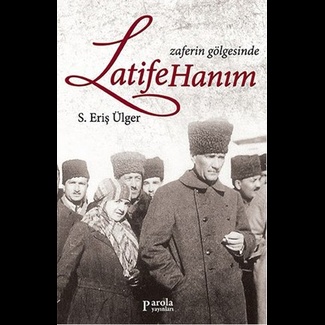 zaferin gölgesinde
Latife Hanım
S. Eriş Ülger
parola
yayınları